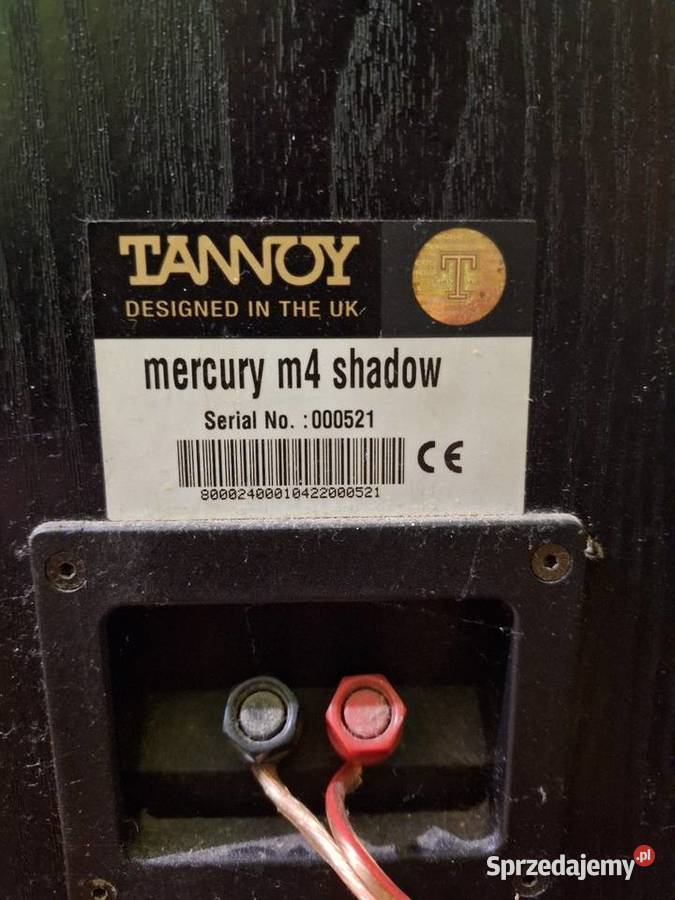 TANNOY
DESIGNED IN THE UK
T
mercury m4 shadow
Serial No. :000521
CE
80002400010422000521
Sprzedajemy.pl